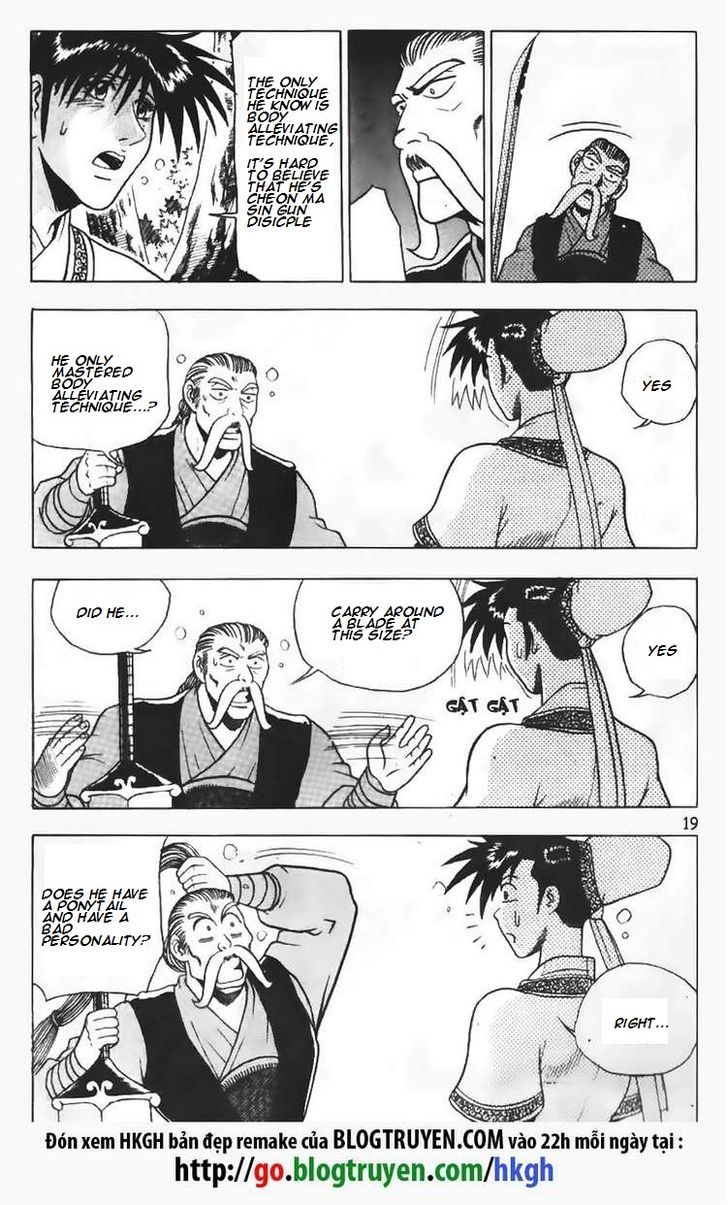 THE ONLY
TECHNIQUE
HE KNOW IS
BODY
ALLEVIATING
TECHNIQUE,
IT'S HARD
TO BELIEVE
THAT HE'S
CHEON MA
SIN GUN
DISICPLE
HE ONLY
MASTERED
BODY
ALLEVIATING
TECHNIQUE...?
YES
DID HE...
CARRY AROUND
A BLADE AT
THIS SIZE?
YES
GẬT GẬT
19
DOES HE HAVE
A PONYTAIL
AND HAVE A
BAD
PERSONALITY?
RIGHT...
Đón xem HKGH bản đẹp remake của BLOGTRUYEN.COM vào 22h mỗi ngày tại :
http://go.blogtruyen.com/hkgh